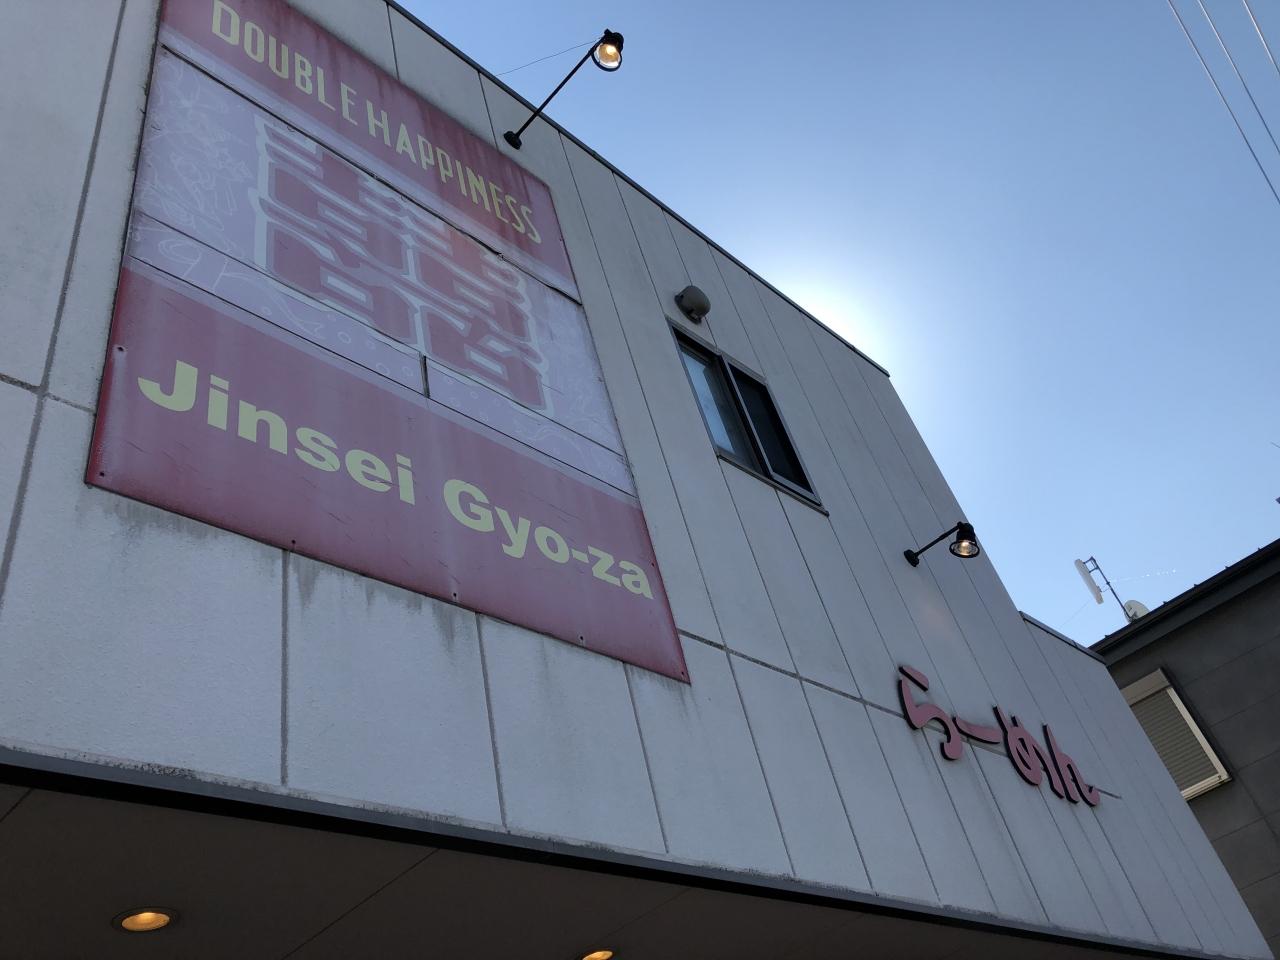 DOUBLE HAPPINESS
囍
Jinsei Gyo-za
らーめん